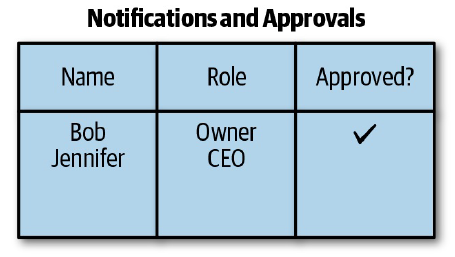 Notifications and Approvals
Name Role Approved?
Bob Owner ✓
Jennifer CEO